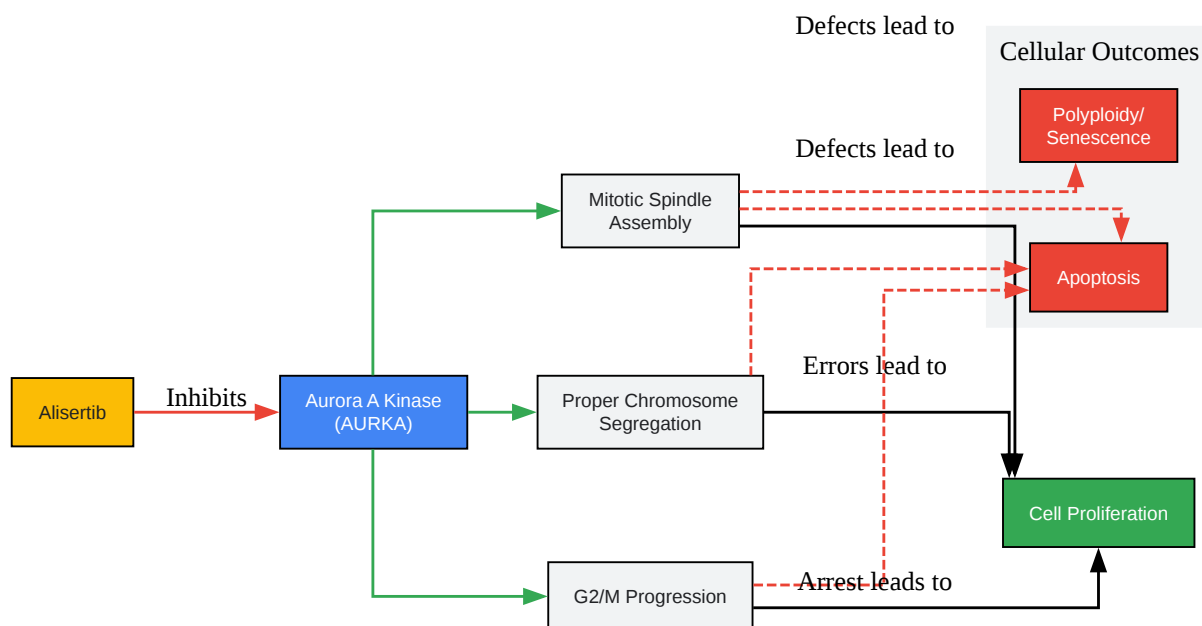 Defects lead to
Cellular Outcomes
Polyploidy/
Senescence
Defects lead to
Mitotic Spindle
Assembly
Apoptosis
Errors lead to
Alisertib
Inhibits
Aurora A Kinase
(AURKA)
Proper Chromosome
Segregation
Cell Proliferation
G2/M Progression
Arrest leads to